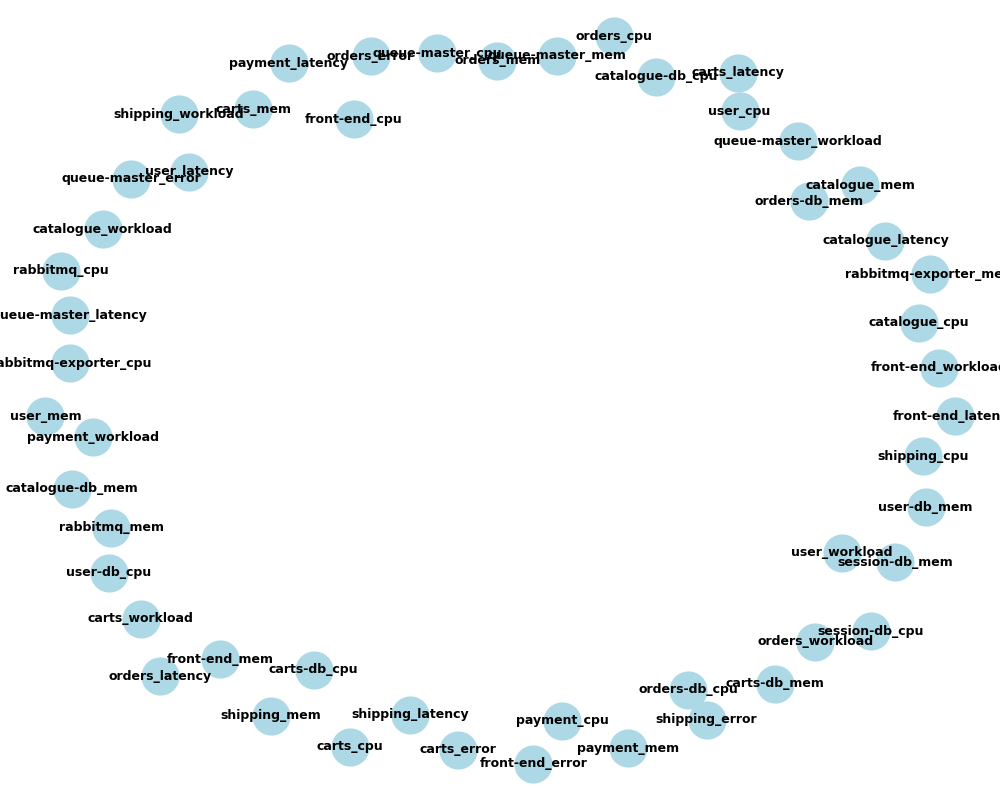 orders_cpu
orders_error
queue-master_cpu
orders_mem
queue-master_mem
payment_latency
catalogue-db_cpu
carts_latency
shipping_workload
carts_mem
front-end_cpu
user_cpu
queue-master_workload
queue-master_error
user_latency
catalogue_mem
orders-db_mem
catalogue_workload
catalogue_latency
rabbitmq_cpu
rabbitmq-exporter_me
ueue-master_latency
catalogue_cpu
abbitmq-exporter_cpu
front-end_workload
user_mem
front-end_laten
payment_workload
shipping_cpu
catalogue-db_mem
user-db_mem
rabbitmq_mem
user_workload
session-db_mem
user-db_cpu
carts_workload
session-db_cpu
orders_workload
front-end_mem
orders_latency
carts-db_cpu
orders-db_cpu
carts-db_mem
shipping_mem
shipping_latency
payment_cpu
shipping_error
carts_cpu
carts_error
payment_mem
front-end_error